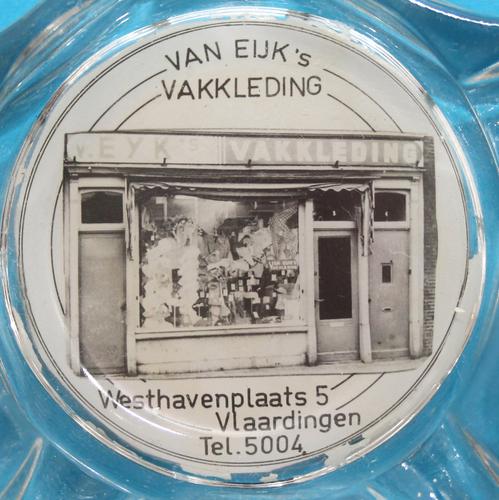 VAN EIJK's
VAKKLEDING
v. EYK's VAKKLEDING
Westhavenplaats 5
Vlaardingen
Tel. 5004